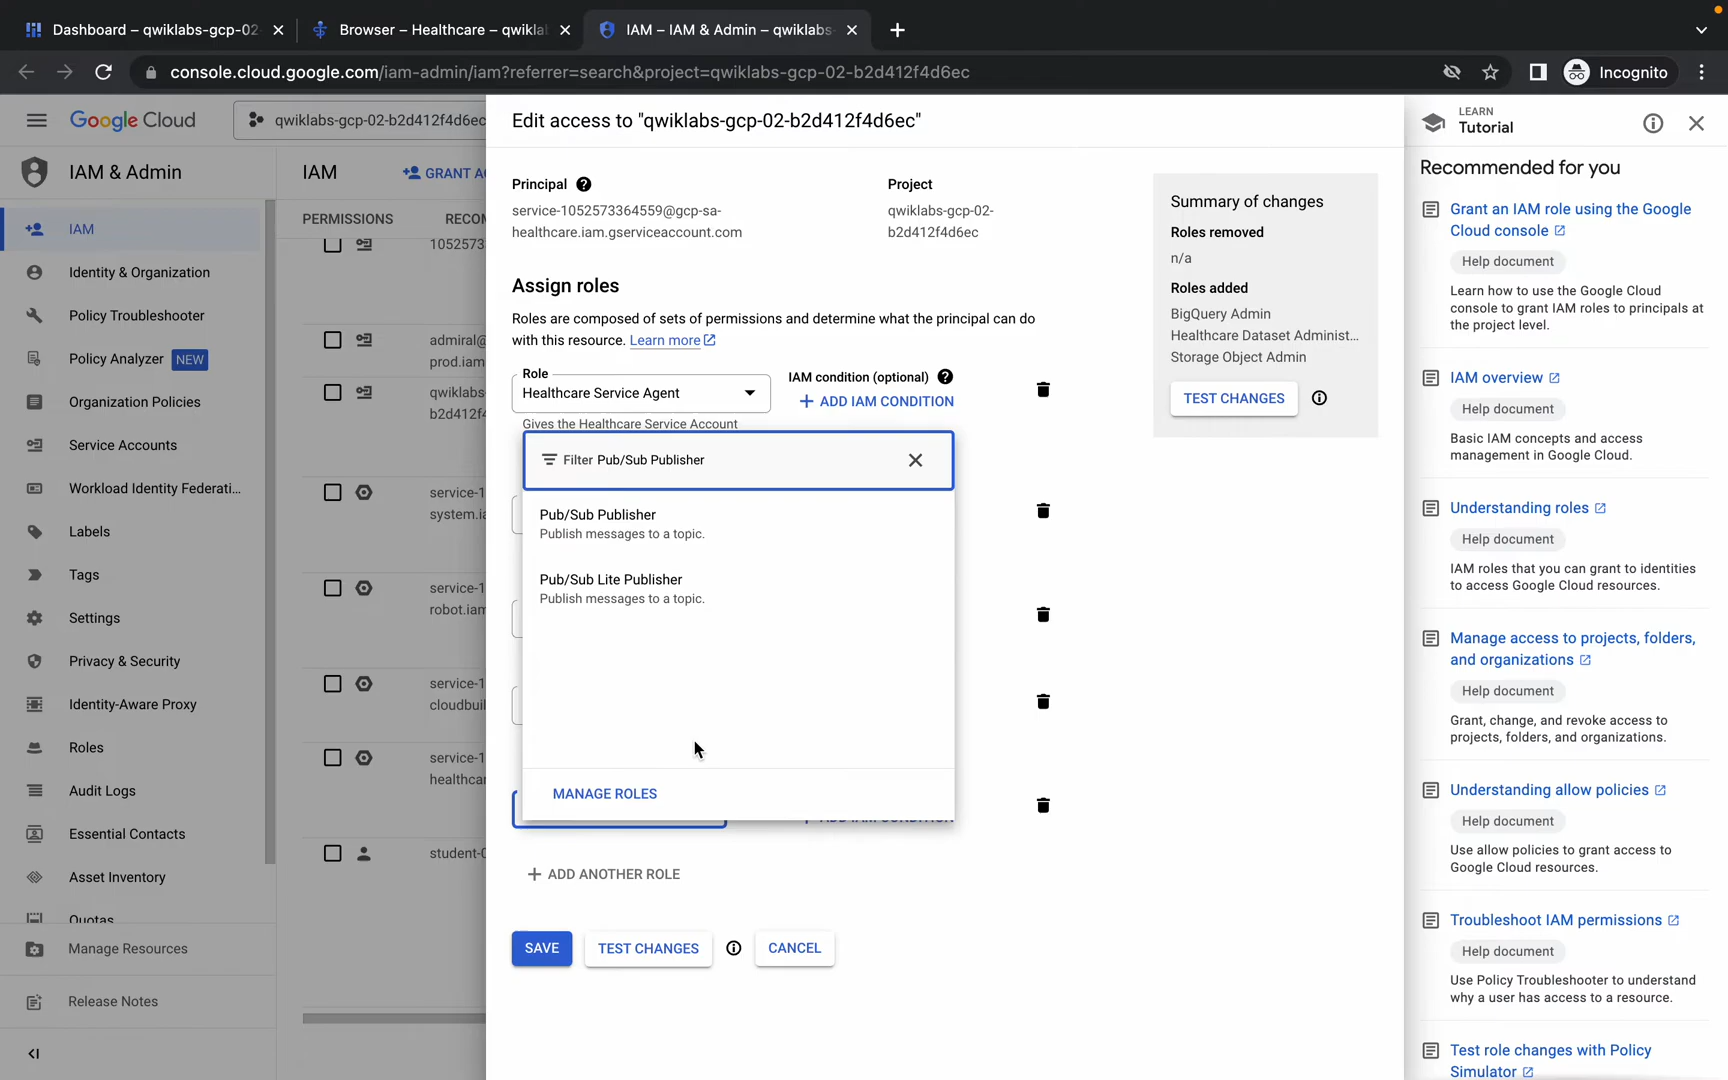 Dashboard – qwiklabs-gcp-02
Browser – Healthcare – qwikla
IAM – IAM & Admin – qwiklabs-
console.cloud.google.com/iam-admin/iam?referrer=search&project=qwiklabs-gcp-02-b2d412f4d6ec
Incognito
Google Cloud
qwiklabs-gcp-02-b2d412f4d6ec
IAM & Admin
IAM
Identity & Organization
Policy Troubleshooter
Policy Analyzer NEW
Organization Policies
Service Accounts
Workload Identity Federati...
Labels
Tags
Settings
Privacy & Security
Identity-Aware Proxy
Roles
Audit Logs
Essential Contacts
Asset Inventory
Quotas
Manage Resources
Release Notes
IAM
GRANT AC
PERMISSIONS
RECOM
1052573
admiral@
prod.iam
qwiklabs
b2d412f4
service-1
system.ia
service-1
robot.iam
service-1
cloudbuil
service-1
healthcar
student-0
Edit access to "qwiklabs-gcp-02-b2d412f4d6ec"
Principal
service-1052573364559@gcp-sa-
healthcare.iam.gserviceaccount.com
Project
qwiklabs-gcp-02-
b2d412f4d6ec
Assign roles
Roles are composed of sets of permissions and determine what the principal can do
with this resource. Learn more
Role
Healthcare Service Agent
IAM condition (optional)
ADD IAM CONDITION
Gives the Healthcare Service Account
Filter Pub/Sub Publisher
Pub/Sub Publisher
Publish messages to a topic.
Pub/Sub Lite Publisher
Publish messages to a topic.
MANAGE ROLES
ADD IAM CONDITION
ADD ANOTHER ROLE
SAVE
TEST CHANGES
CANCEL
Summary of changes
Roles removed
n/a
Roles added
BigQuery Admin
Healthcare Dataset Administ...
Storage Object Admin
TEST CHANGES
LEARN
Tutorial
Recommended for you
Grant an IAM role using the Google
Cloud console
Help document
Learn how to use the Google Cloud
console to grant IAM roles to principals at
the project level.
IAM overview
Help document
Basic IAM concepts and access
management in Google Cloud.
Understanding roles
Help document
IAM roles that you can grant to identities
to access Google Cloud resources.
Manage access to projects, folders,
and organizations
Help document
Grant, change, and revoke access to
projects, folders, and organizations.
Understanding allow policies
Help document
Use allow policies to grant access to
Google Cloud resources.
Troubleshoot IAM permissions
Help document
Use Policy Troubleshooter to understand
why a user has access to a resource.
Test role changes with Policy
Simulator